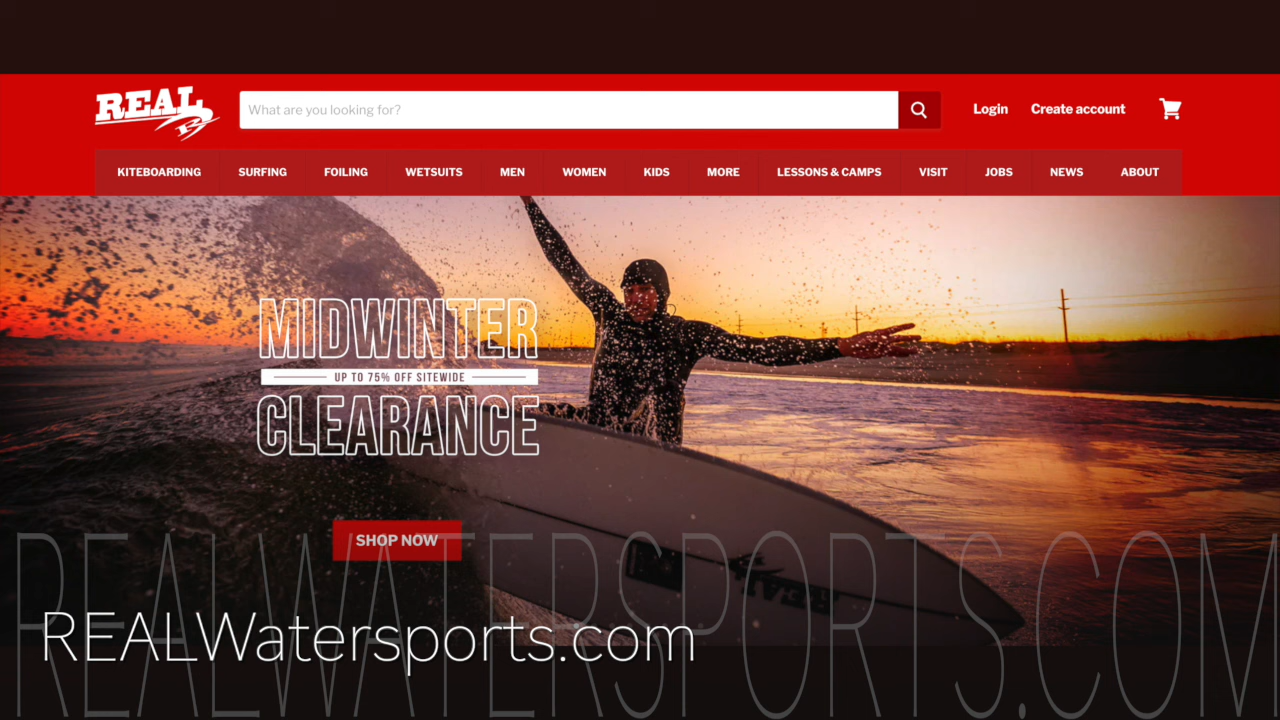 REAL
What are you looking for?
Login
Create account
KITEBOARDING SURFING FOILING WETSUITS MEN WOMEN KIDS MORE LESSONS & CAMPS VISIT JOBS NEWS ABOUT
MIDWINTER
UP TO 75% OFF SITEWIDE
CLEARANCE
SHOP NOW
REALWATERSPORTS.COM
REALWatersports.com